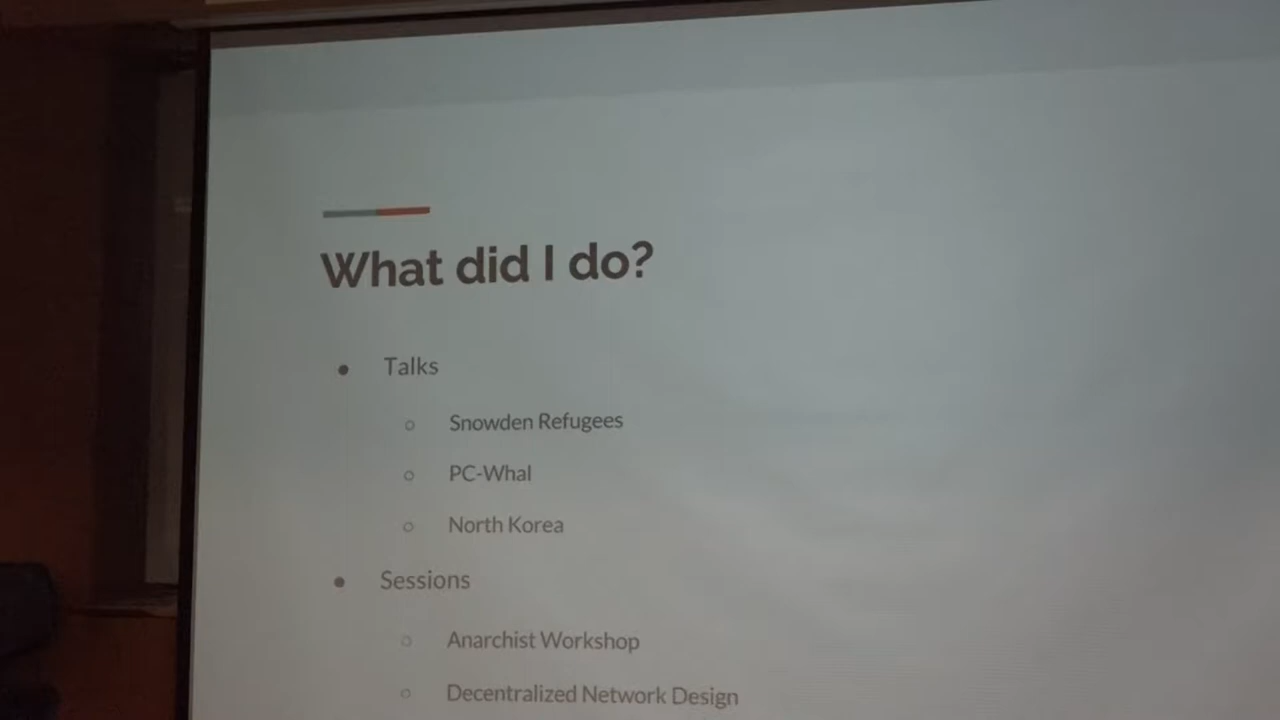 What did I do?
Talks
Snowden Refugees
PC-Whal
North Korea
Sessions
Anarchist Workshop
Decentralized Network Design